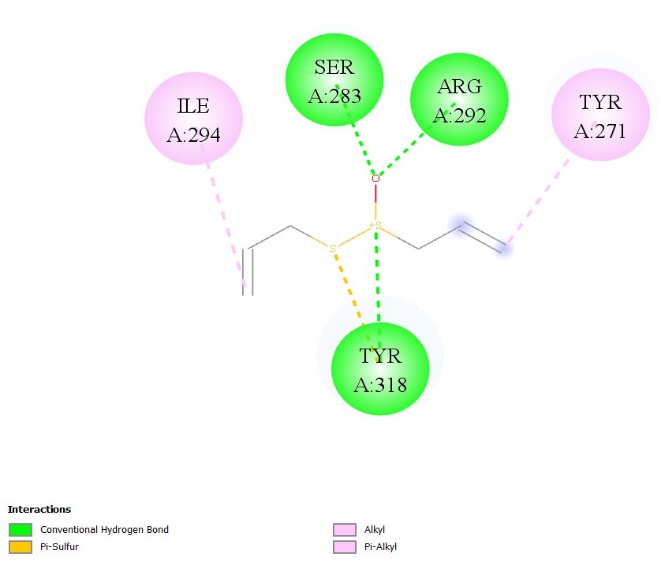 SER
A:283
ARG
A:292
ILE
A:294
TYR
A:271
O
S
S
TYR
A:318
Interactions
Conventional Hydrogen Bond
Pi-Sulfur
Alkyl
Pi-Alkyl